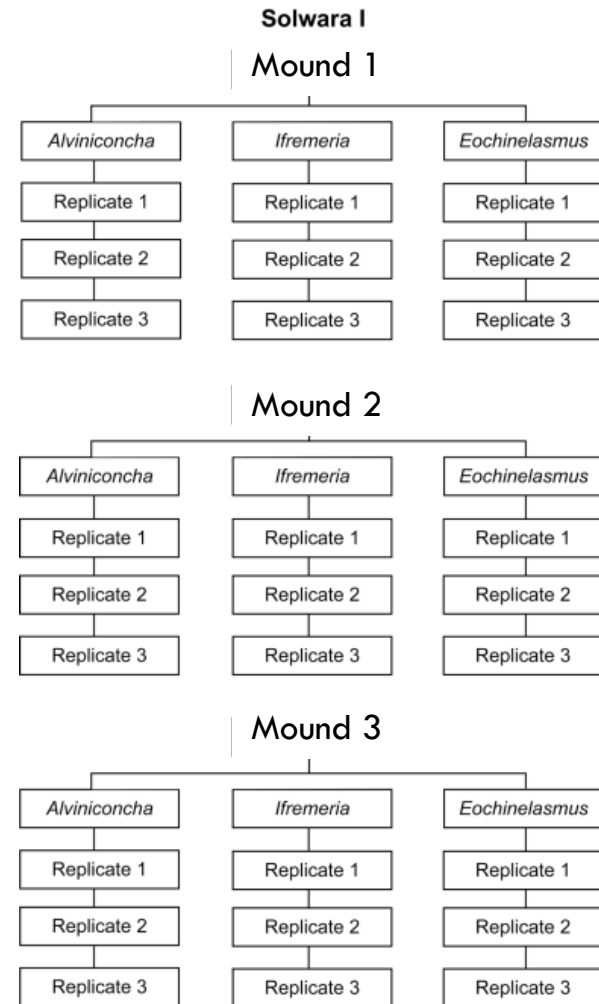 Solwara I
Mound 1
Alviniconcha Ifremeria Eochinelasmus
Replicate 1 Replicate 1 Replicate 1
Replicate 2 Replicate 2 Replicate 2
Replicate 3 Replicate 3 Replicate 3
Mound 2
Alviniconcha Ifremeria Eochinelasmus
Replicate 1 Replicate 1 Replicate 1
Replicate 2 Replicate 2 Replicate 2
Replicate 3 Replicate 3 Replicate 3
Mound 3
Alviniconcha Ifremeria Eochinelasmus
Replicate 1 Replicate 1 Replicate 1
Replicate 2 Replicate 2 Replicate 2
Replicate 3 Replicate 3 Replicate 3